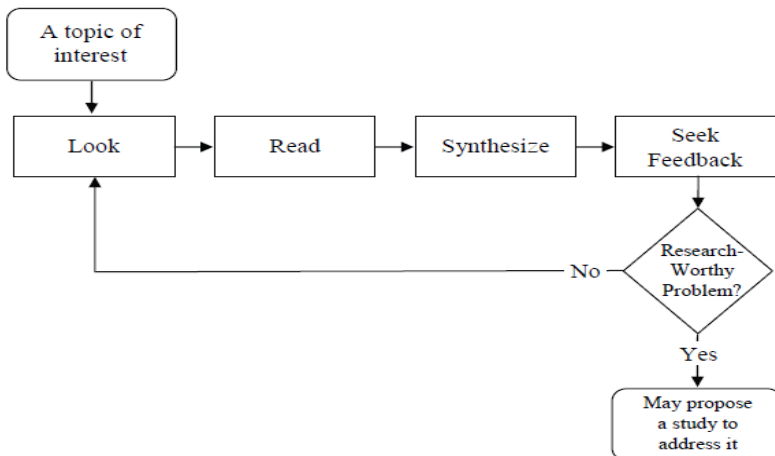 A topic of
interest
Look
Read
Synthesize
Seek
Feedback
Research-
Worthy
Problem?
No
Yes
May propose
a study to
address it